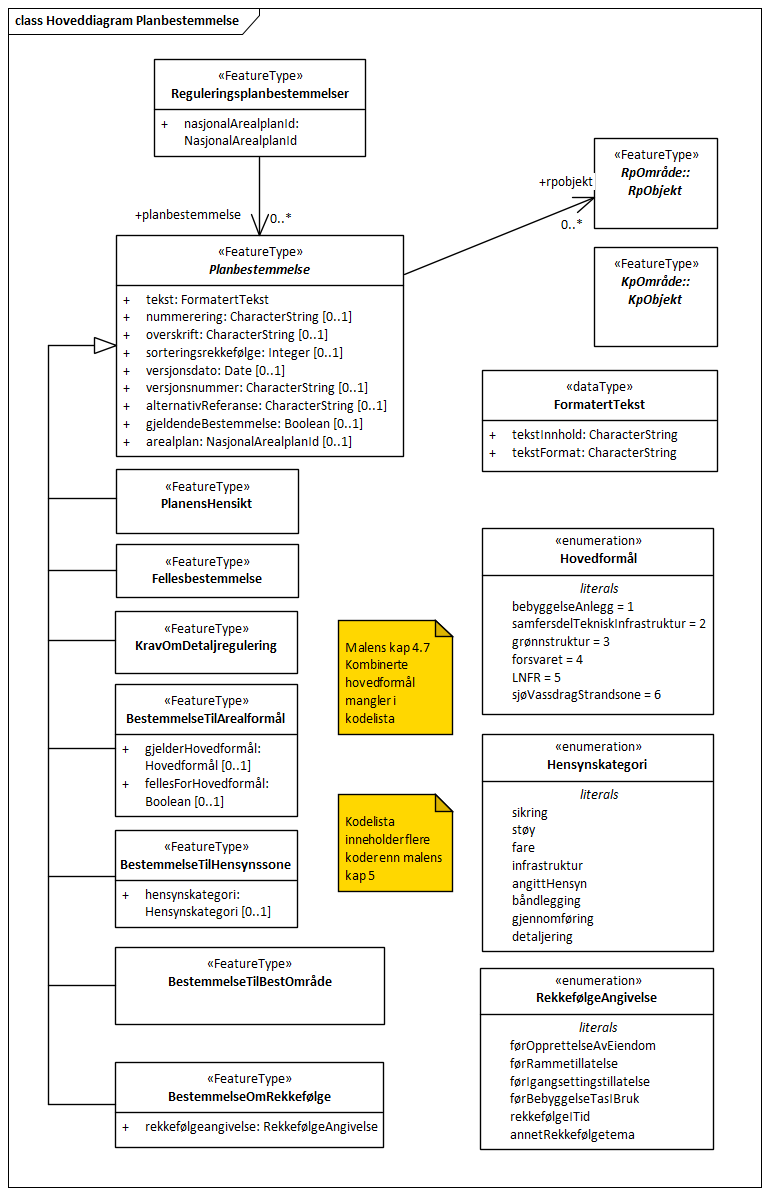 class Hoveddiagram Planbestemmelse
«FeatureType»
Reguleringsplanbestemmelser
+ nasjonalArealplanId:
NasjonalArealplanId
+planbestemmelse
0..*
«FeatureType»
Planbestemmelse
+ tekst: FormatertTekst
+ nummerering: CharacterString [0..1]
+ overskrift: CharacterString [0..1]
+ sorteringsrekkefølge: Integer [0..1]
+ versjonsdato: Date [0..1]
+ versjonsnummer: CharacterString [0..1]
+ alternativReferanse: CharacterString [0..1]
+ gjeldendeBestemmelse: Boolean [0..1]
+ arealplan: NasjonalArealplanId [0..1]
+rpobjekt
0..*
«FeatureType»
RpOmråde::
RpObjekt
«FeatureType»
KpOmråde::
KpObjekt
«dataType»
FormatertTekst
+ tekstInnhold: CharacterString
+ tekstFormat: CharacterString
«FeatureType»
PlanensHensikt
«FeatureType»
Fellesbestemmelse
«FeatureType»
KravOmDetaljregulering
«FeatureType»
BestemmelseTilArealformål
+ gjelderHovedformål:
Hovedformål [0..1]
+ fellesForHovedformål:
Boolean [0..1]
«FeatureType»
BestemmelseTilHensynssone
+ hensynskategori:
Hensynskategori [0..1]
«FeatureType»
BestemmelseTilBestOmråde
«FeatureType»
BestemmelseOmRekkefølge
+ rekkefølgeangivelse: RekkefølgeAngivelse
Malens kap 4.7
Kombinerte
hovedformål
mangler i
kodelista
Kodelista
inneholder flere
koder enn malens
kap 5
«enumeration»
Hovedformål
literals
bebyggelseAnlegg = 1
samfersdelTekniskInfrastruktur = 2
grønnstruktur = 3
forsvaret = 4
LNFR = 5
sjøVassdragStrandsone = 6
«enumeration»
Hensynskategori
literals
sikring
støy
fare
infrastruktur
angittHensyn
båndlegging
gjennomføring
detaljering
«enumeration»
RekkefølgeAngivelse
literals
førOpprettelseAvEiendom
førRammetillatelse
førIgangsettingstillatelse
førBebyggelseTasIBruk
rekkefølgeITid
annetRekkefølgetema